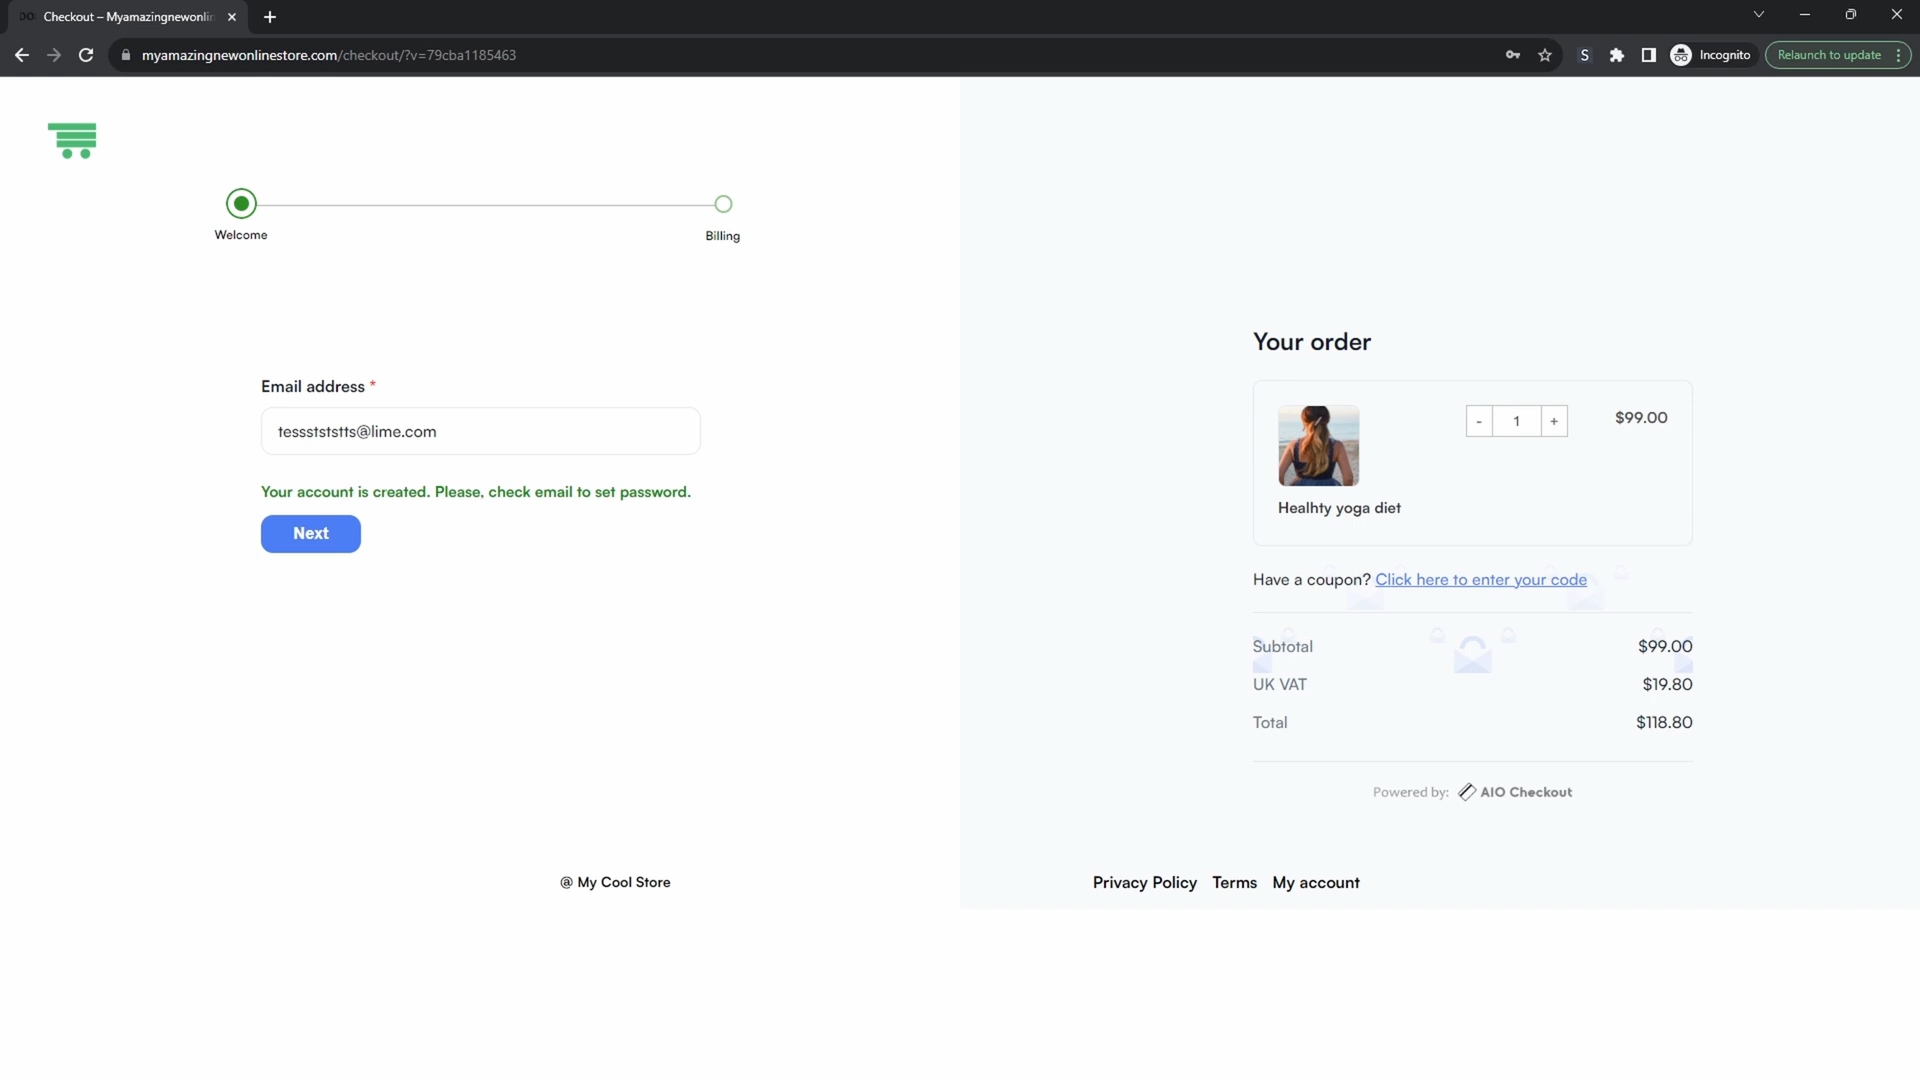 Checkout – Myamazingnewonlin
myamazingnewonlinestore.com/checkout/?v=79cba1185463
S
Incognito
Relaunch to update
Welcome
Billing
Email address *
tessstststts@lime.com
Your account is created. Please, check email to set password.
Next
@ My Cool Store
Your order
- 1 + $99.00
Healhty yoga diet
Have a coupon? Click here to enter your code
Subtotal $99.00
UK VAT $19.80
Total $118.80
Powered by: AIO Checkout
Privacy Policy Terms My account